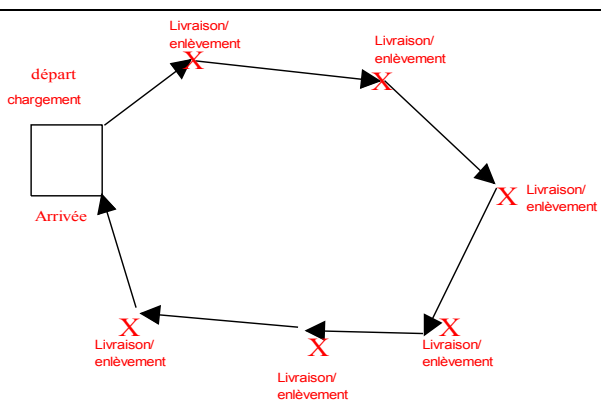 Livraison/
enlèvement
X
Livraison/
enlèvement
X
départ
chargement
Arrivée
X
Livraison/
enlèvement
X
Livraison/
enlèvement
X
Livraison/
enlèvement
X
Livraison/
enlèvement